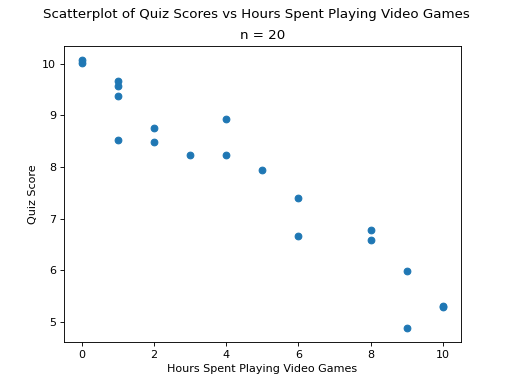 Scatterplot of Quiz Scores vs Hours Spent Playing Video Games
n = 20
10
9
8
7
6
5
Quiz Score
0 2 4 6 8 10
Hours Spent Playing Video Games